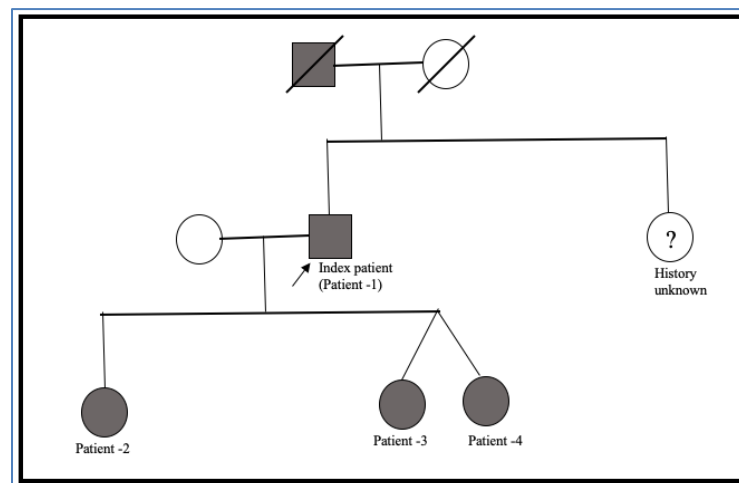 ?
Index patient
(Patient -1)
History
unknown
Patient -2
Patient -3
Patient -4